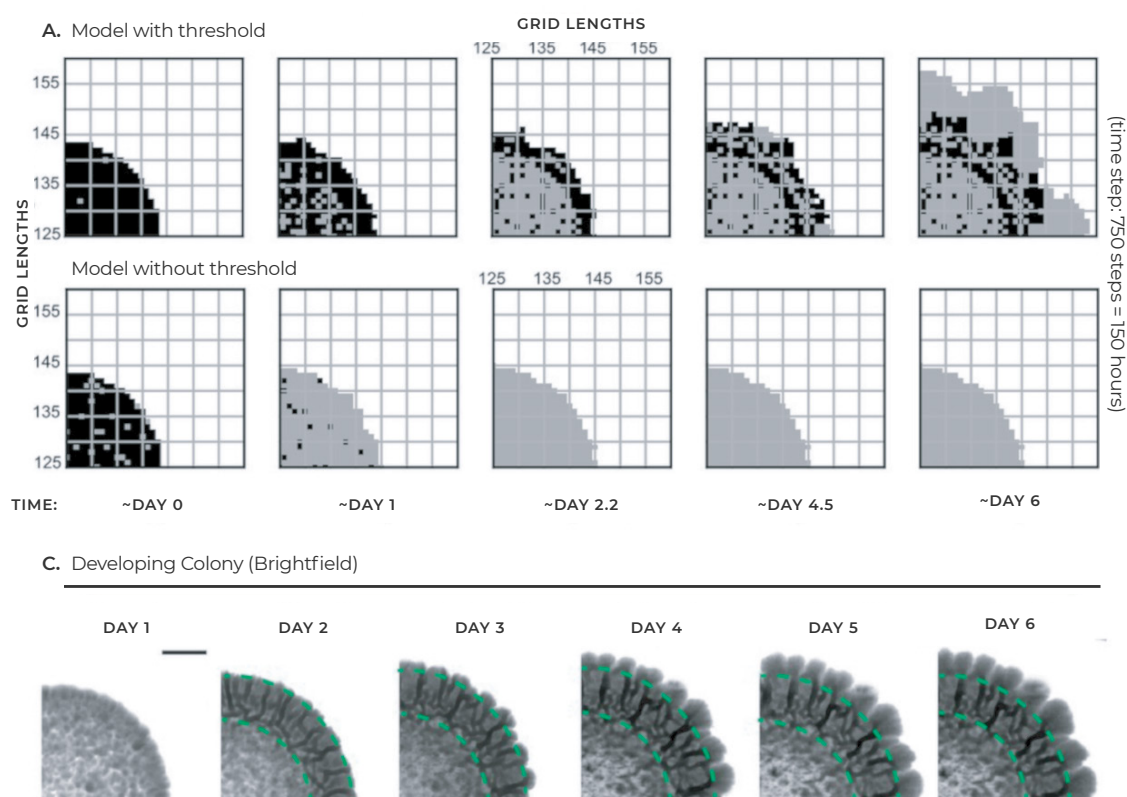 A. Model with threshold
GRID LENGTHS
125 135 145 155
155
145
135
125
GRID LENGTHS
(time step: 750 steps = 150 hours)
Model without threshold
125 135 145 155
155
145
135
125
TIME: ~DAY 0 ~DAY 1 ~DAY 2.2 ~DAY 4.5 ~DAY 6
C. Developing Colony (Brightfield)
DAY 1 DAY 2 DAY 3 DAY 4 DAY 5 DAY 6